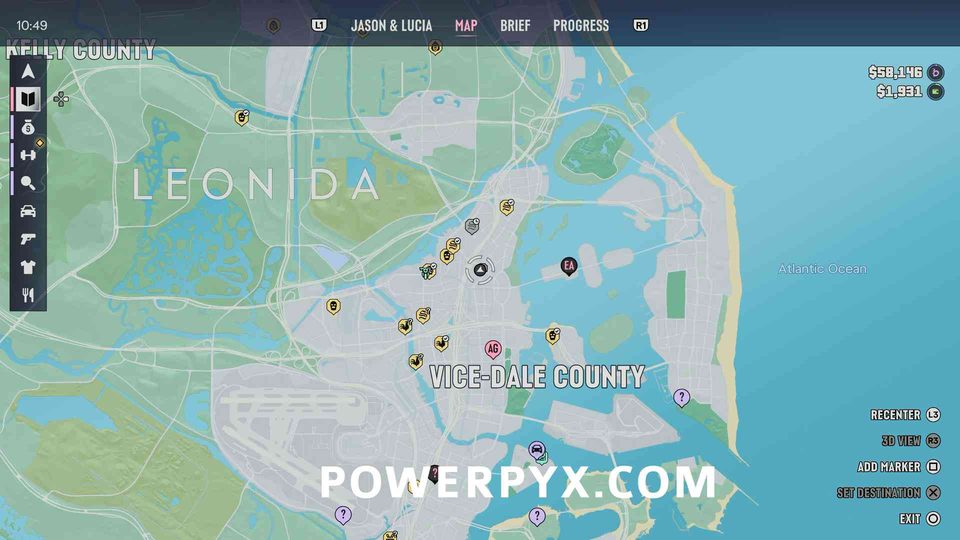 10:49
L1 JASON & LUCIA MAP BRIEF PROGRESS R1
KELLY COUNTY
$58,146
$1,931
LEONIDA
EA
Atlantic Ocean
AG
VICE-DALE COUNTY
?
RECENTER L3
3D VIEW R3
ADD MARKER
SET DESTINATION
EXIT
?
POWERPYX.COM
?
?